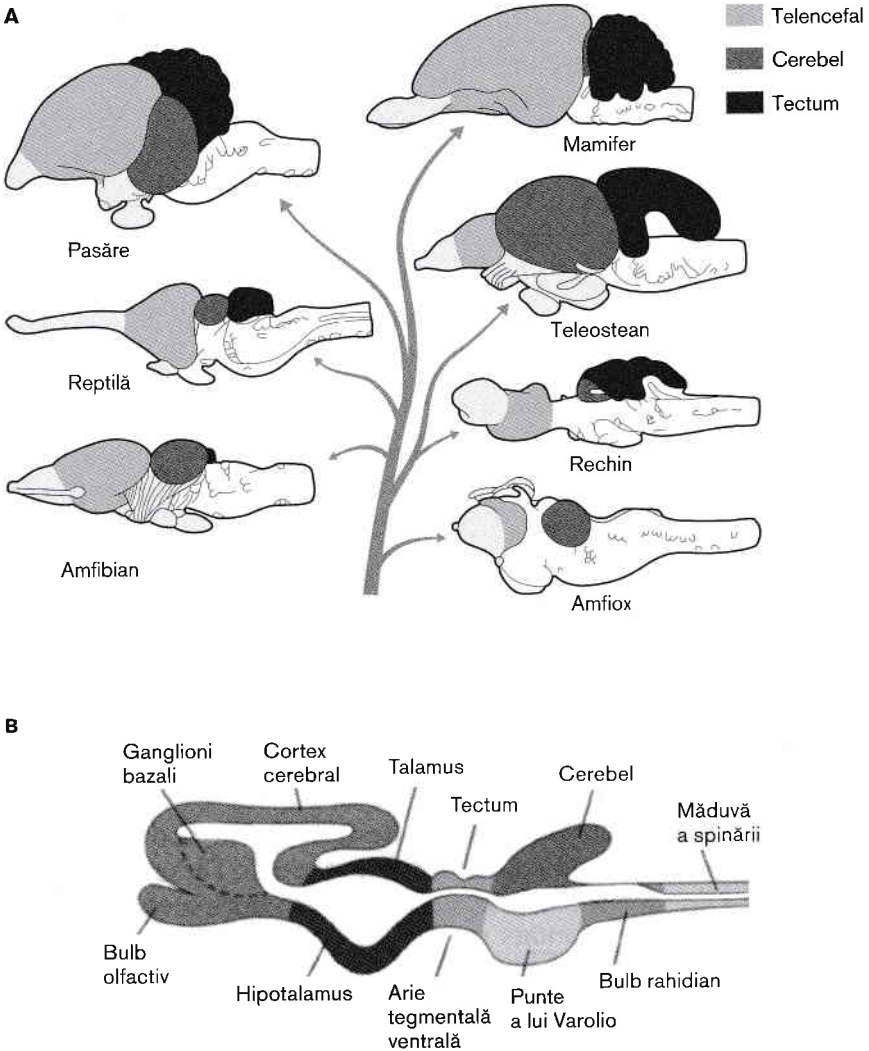 A
Telencefal
Cerebel
Tectum
Mamifer
Pasăre
Teleostean
Reptilă
Rechin
Amfibian
Amfiox
B
Ganglioni
bazali
Cortex
cerebral
Talamus
Tectum
Cerebel
Măduvă
a spinării
Bulb
olfactiv
Hipotalamus
Arie
tegmentală
ventrală
Punte
a lui Varolio
Bulb rahidian